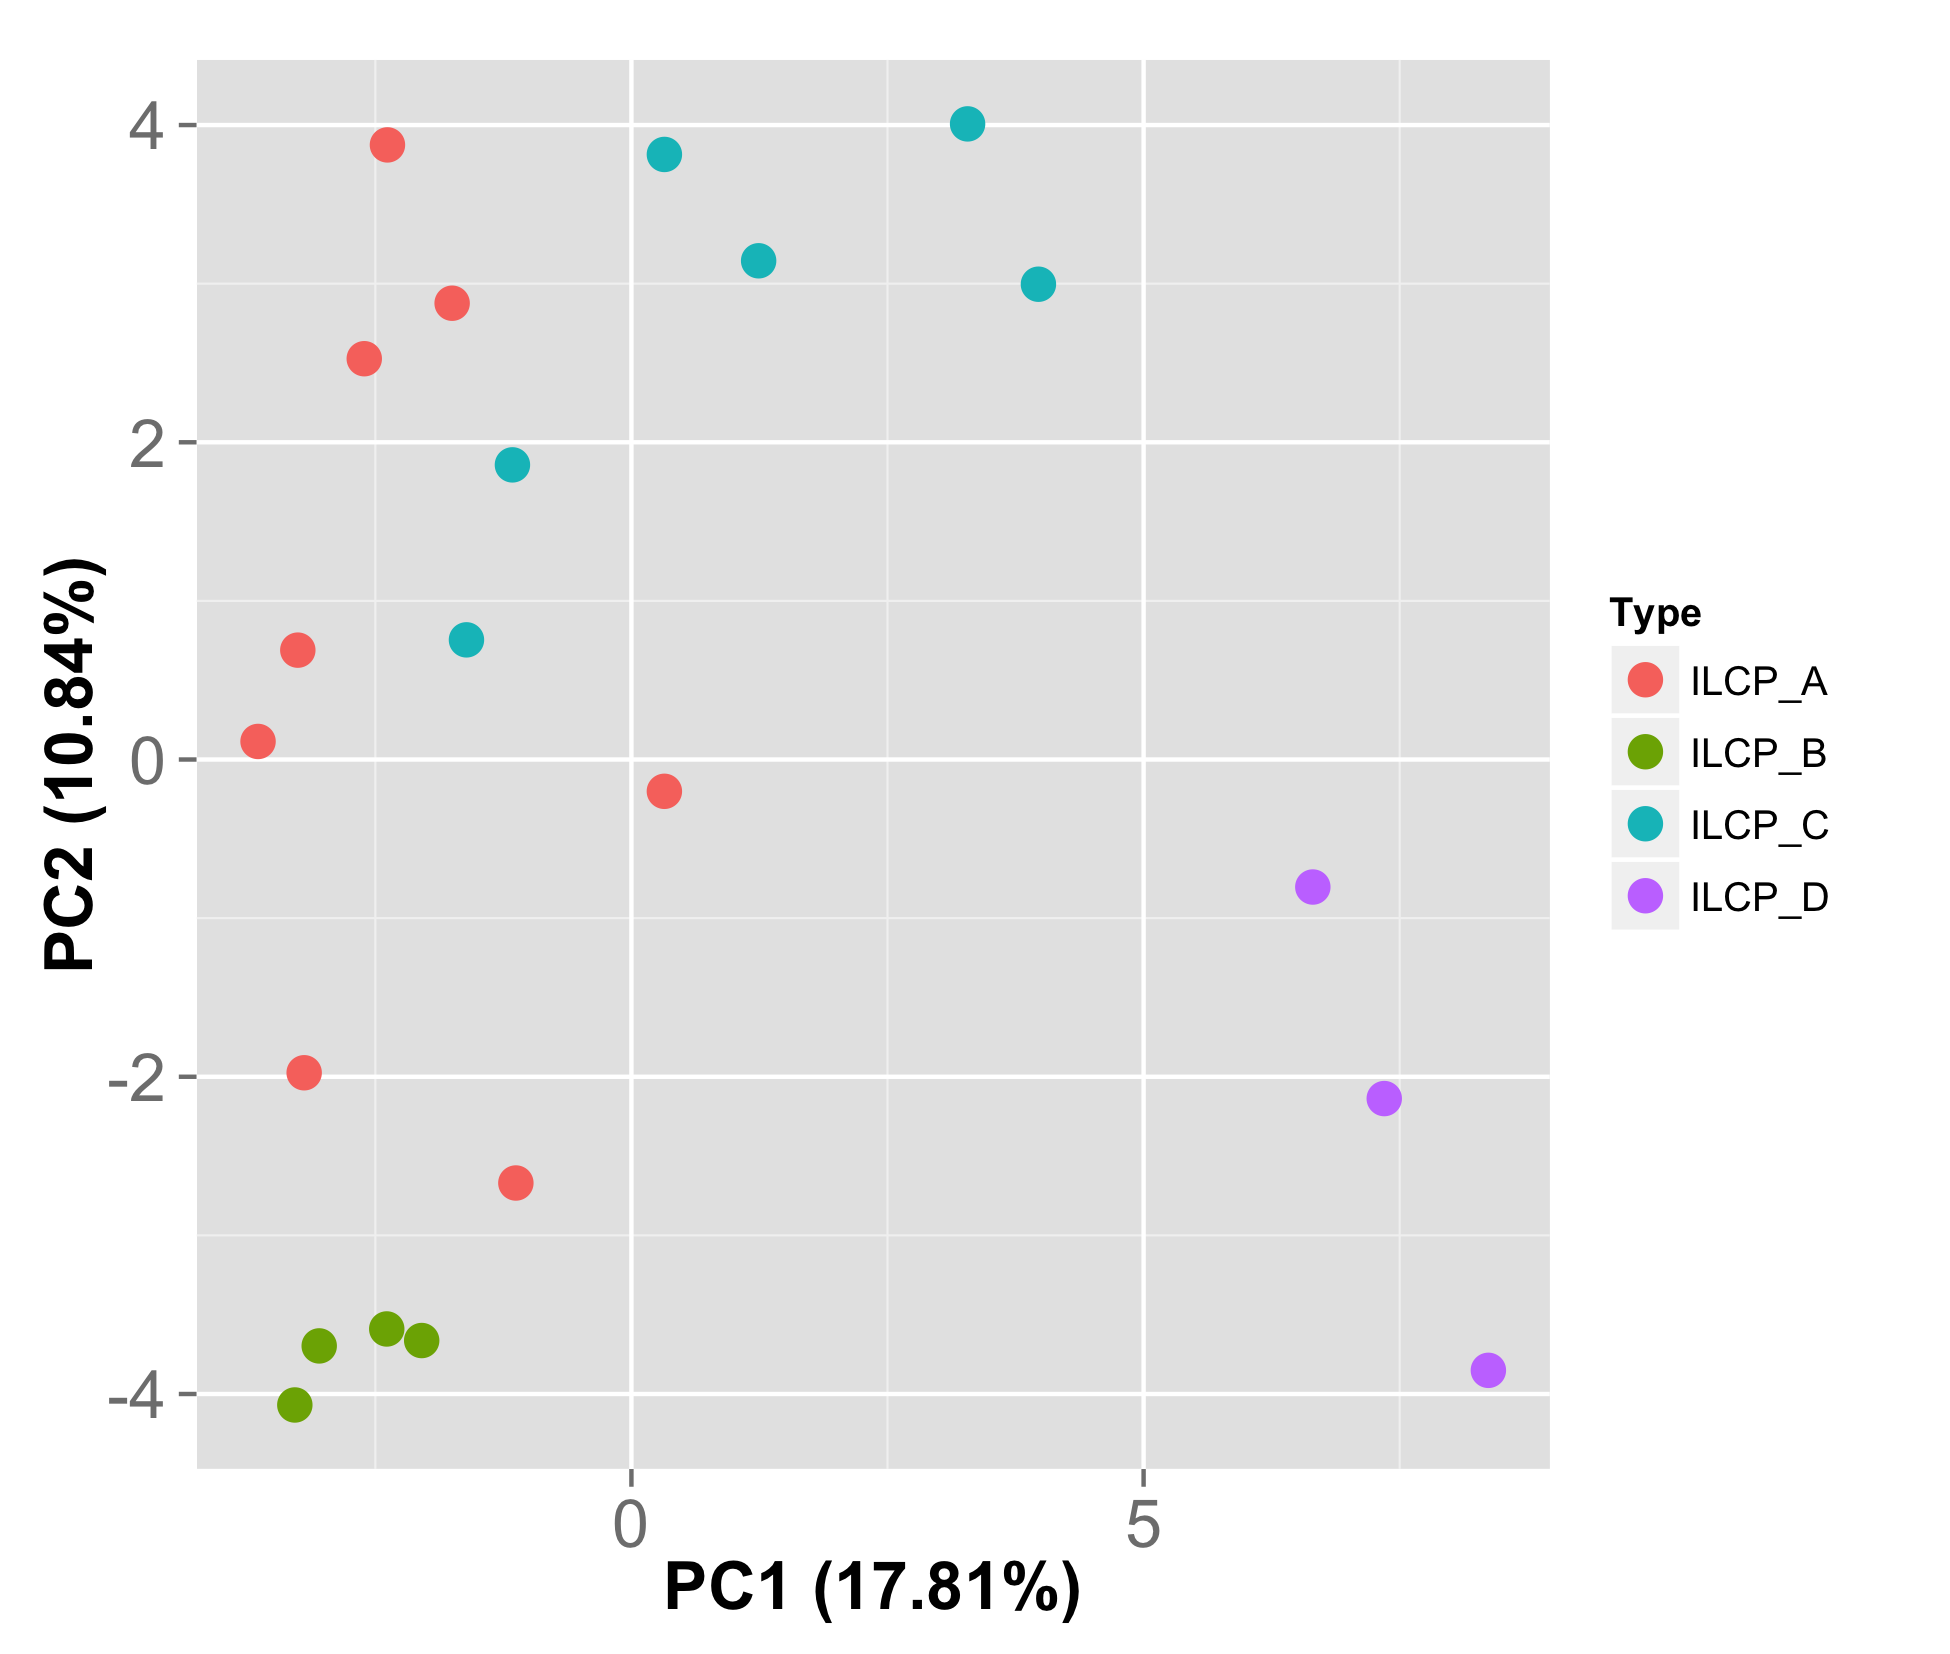 4
2
0
-2
-4
PC2 (10.84%)
0
5
PC1 (17.81%)
Type
ILCP_A
ILCP_B
ILCP_C
ILCP_D